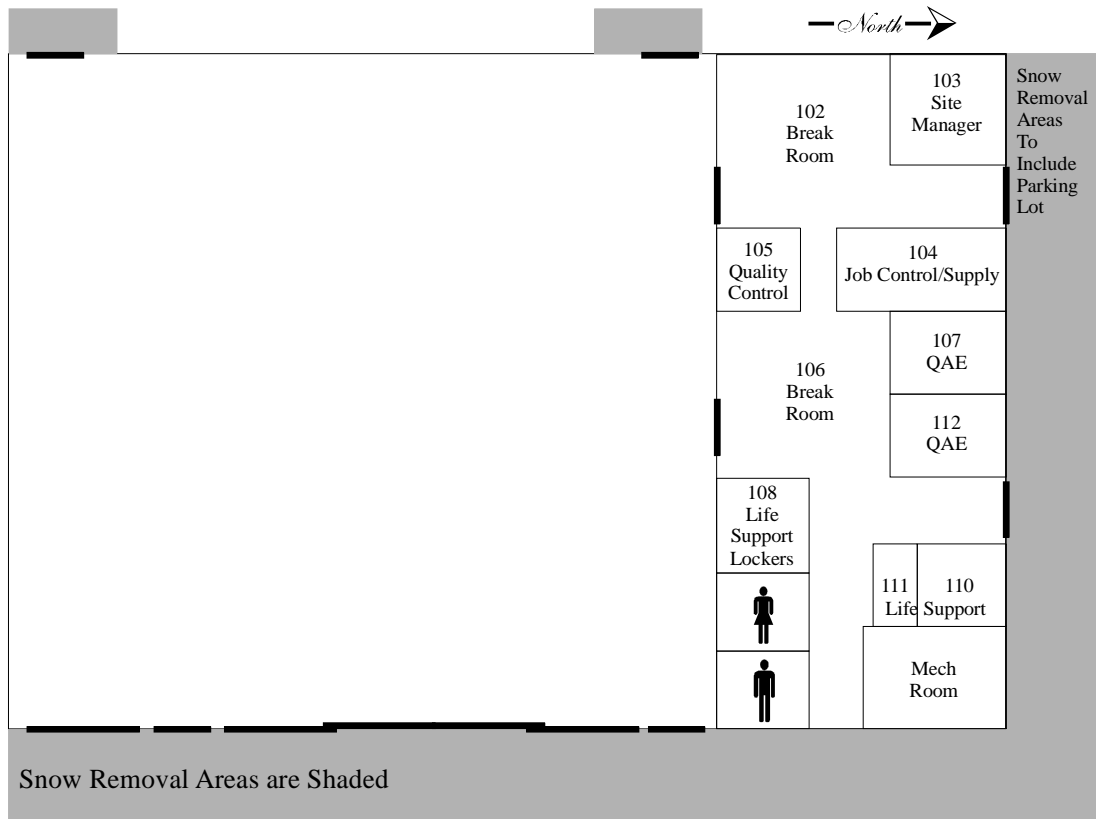 North
Snow
Removal
Areas
To
Include
Parking
Lot
103
Site
Manager
102
Break
Room
105
Quality
Control
104
Job Control/Supply
107
QAE
106
Break
Room
112
QAE
108
Life
Support
Lockers
111 110
Life Support
Mech
Room
Snow Removal Areas are Shaded